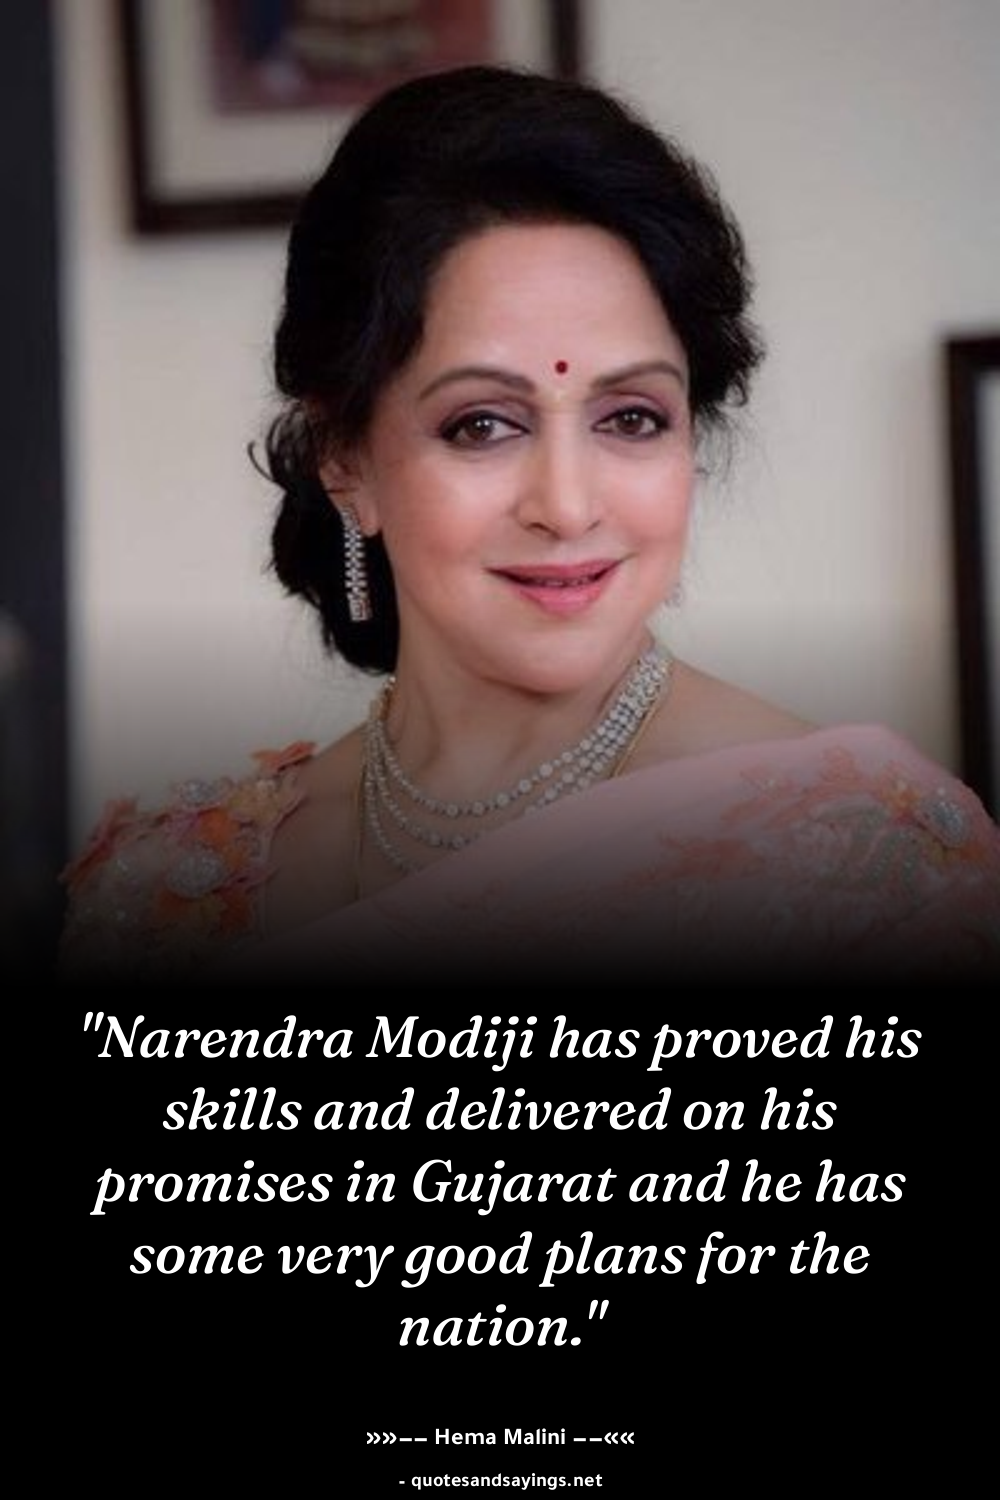 "Narendra Modiji has proved his
skills and delivered on his
promises in Gujarat and he has
some very good plans for the
nation."
»»–– Hema Malini ––««
- quotesandsayings.net